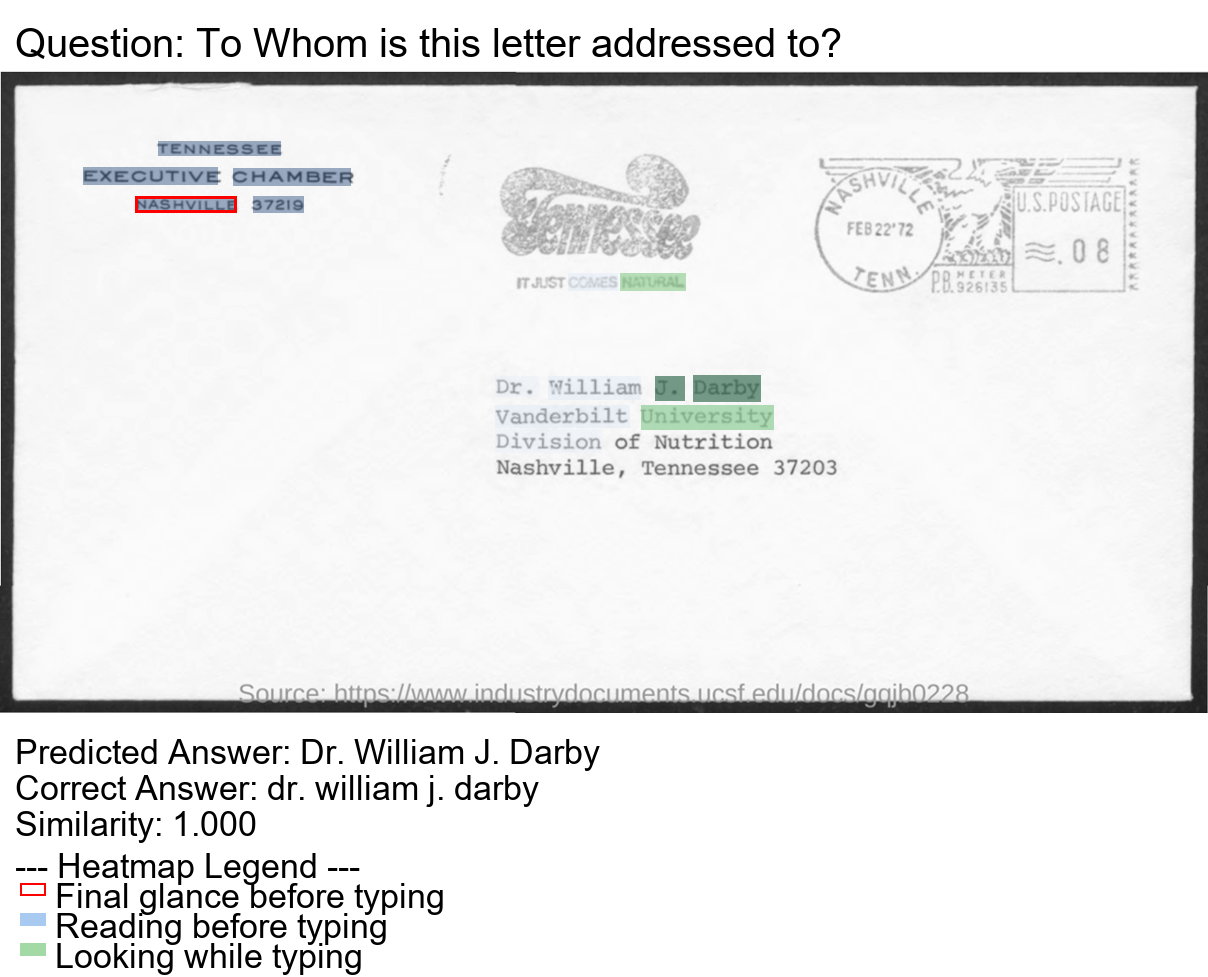 Question: To Whom is this letter addressed to?
TENNESSEE
EXECUTIVE CHAMBER
NASHVILLE 37219
Tennessee
IT JUST COMES NATURAL
NASHVILLE
FEB 22'72
TENN.
U.S. POSTAGE
.08
P.B. METER
926135
Dr. William J. Darby
Vanderbilt University
Division of Nutrition
Nashville, Tennessee 37203
Source: https://www.industrydocuments.ucsf.edu/docs/gqjb0228
Predicted Answer: Dr. William J. Darby
Correct Answer: dr. william j. darby
Similarity: 1.000
--- Heatmap Legend ---
Final glance before typing
Reading before typing
Looking while typing